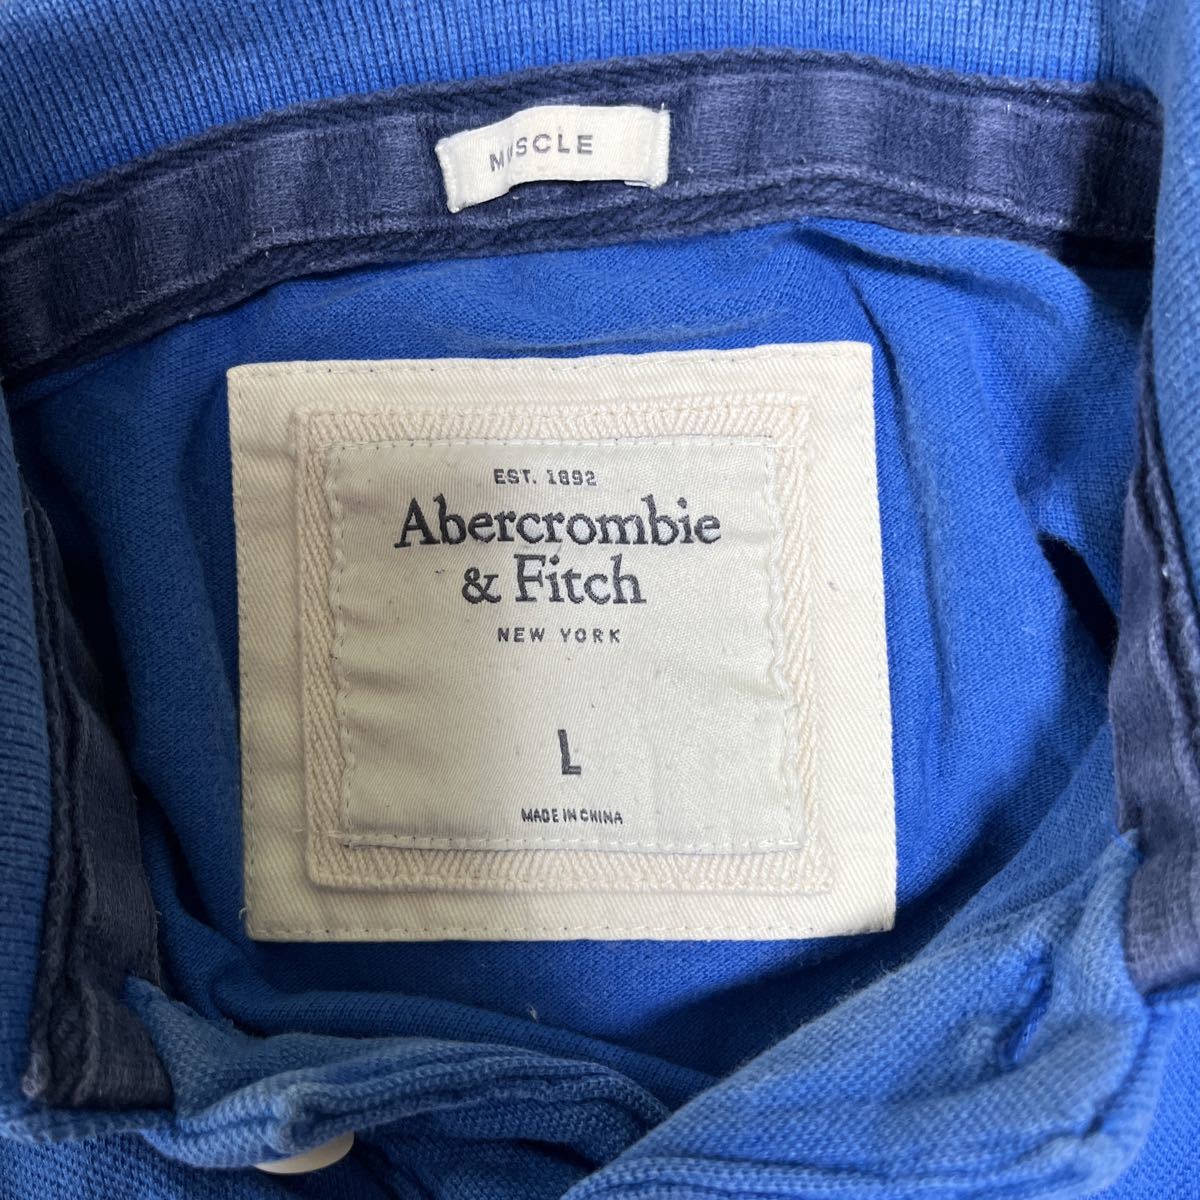 MUSCLE
EST. 1892
Abercrombie
& Fitch
NEW YORK
L
MADE IN CHINA